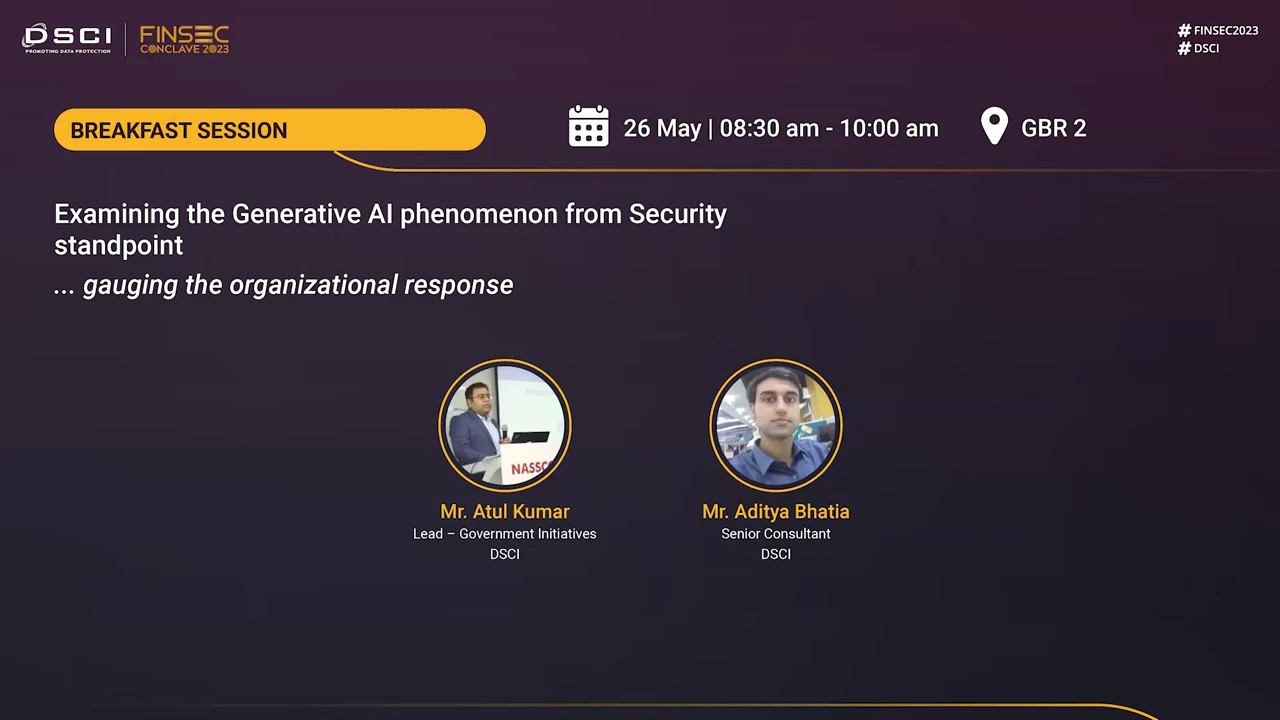 DSCI
PROMOTING DATA PROTECTION
FINSEC
CONCLAVE 2023
# FINSEC2023
# DSCI
BREAKFAST SESSION
26 May | 08:30 am - 10:00 am
GBR 2
Examining the Generative AI phenomenon from Security
standpoint
... gauging the organizational response
NASSC
Mr. Atul Kumar
Lead – Government Initiatives
DSCI
Mr. Aditya Bhatia
Senior Consultant
DSCI